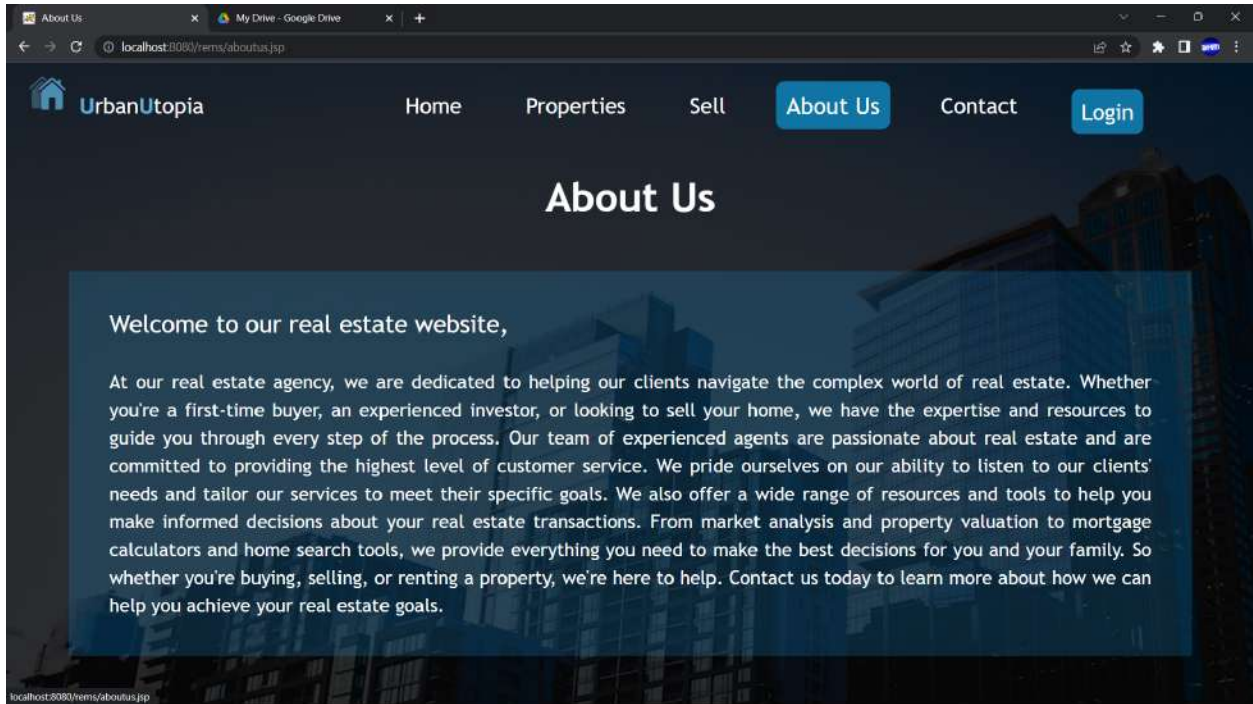 About Us
My Drive - Google Drive
localhost:8080/rems/aboutus.jsp
UrbanUtopia
Home
Properties
Sell
About Us
Contact
Login
About Us
Welcome to our real estate website,
At our real estate agency, we are dedicated to helping our clients navigate the complex world of real estate. Whether
you're a first-time buyer, an experienced investor, or looking to sell your home, we have the expertise and resources to
guide you through every step of the process. Our team of experienced agents are passionate about real estate and are
committed to providing the highest level of customer service. We pride ourselves on our ability to listen to our clients'
needs and tailor our services to meet their specific goals. We also offer a wide range of resources and tools to help you
make informed decisions about your real estate transactions. From market analysis and property valuation to mortgage
calculators and home search tools, we provide everything you need to make the best decisions for you and your family. So
whether you're buying, selling, or renting a property, we're here to help. Contact us today to learn more about how we can
help you achieve your real estate goals.
localhost:8080/rems/aboutus.jsp